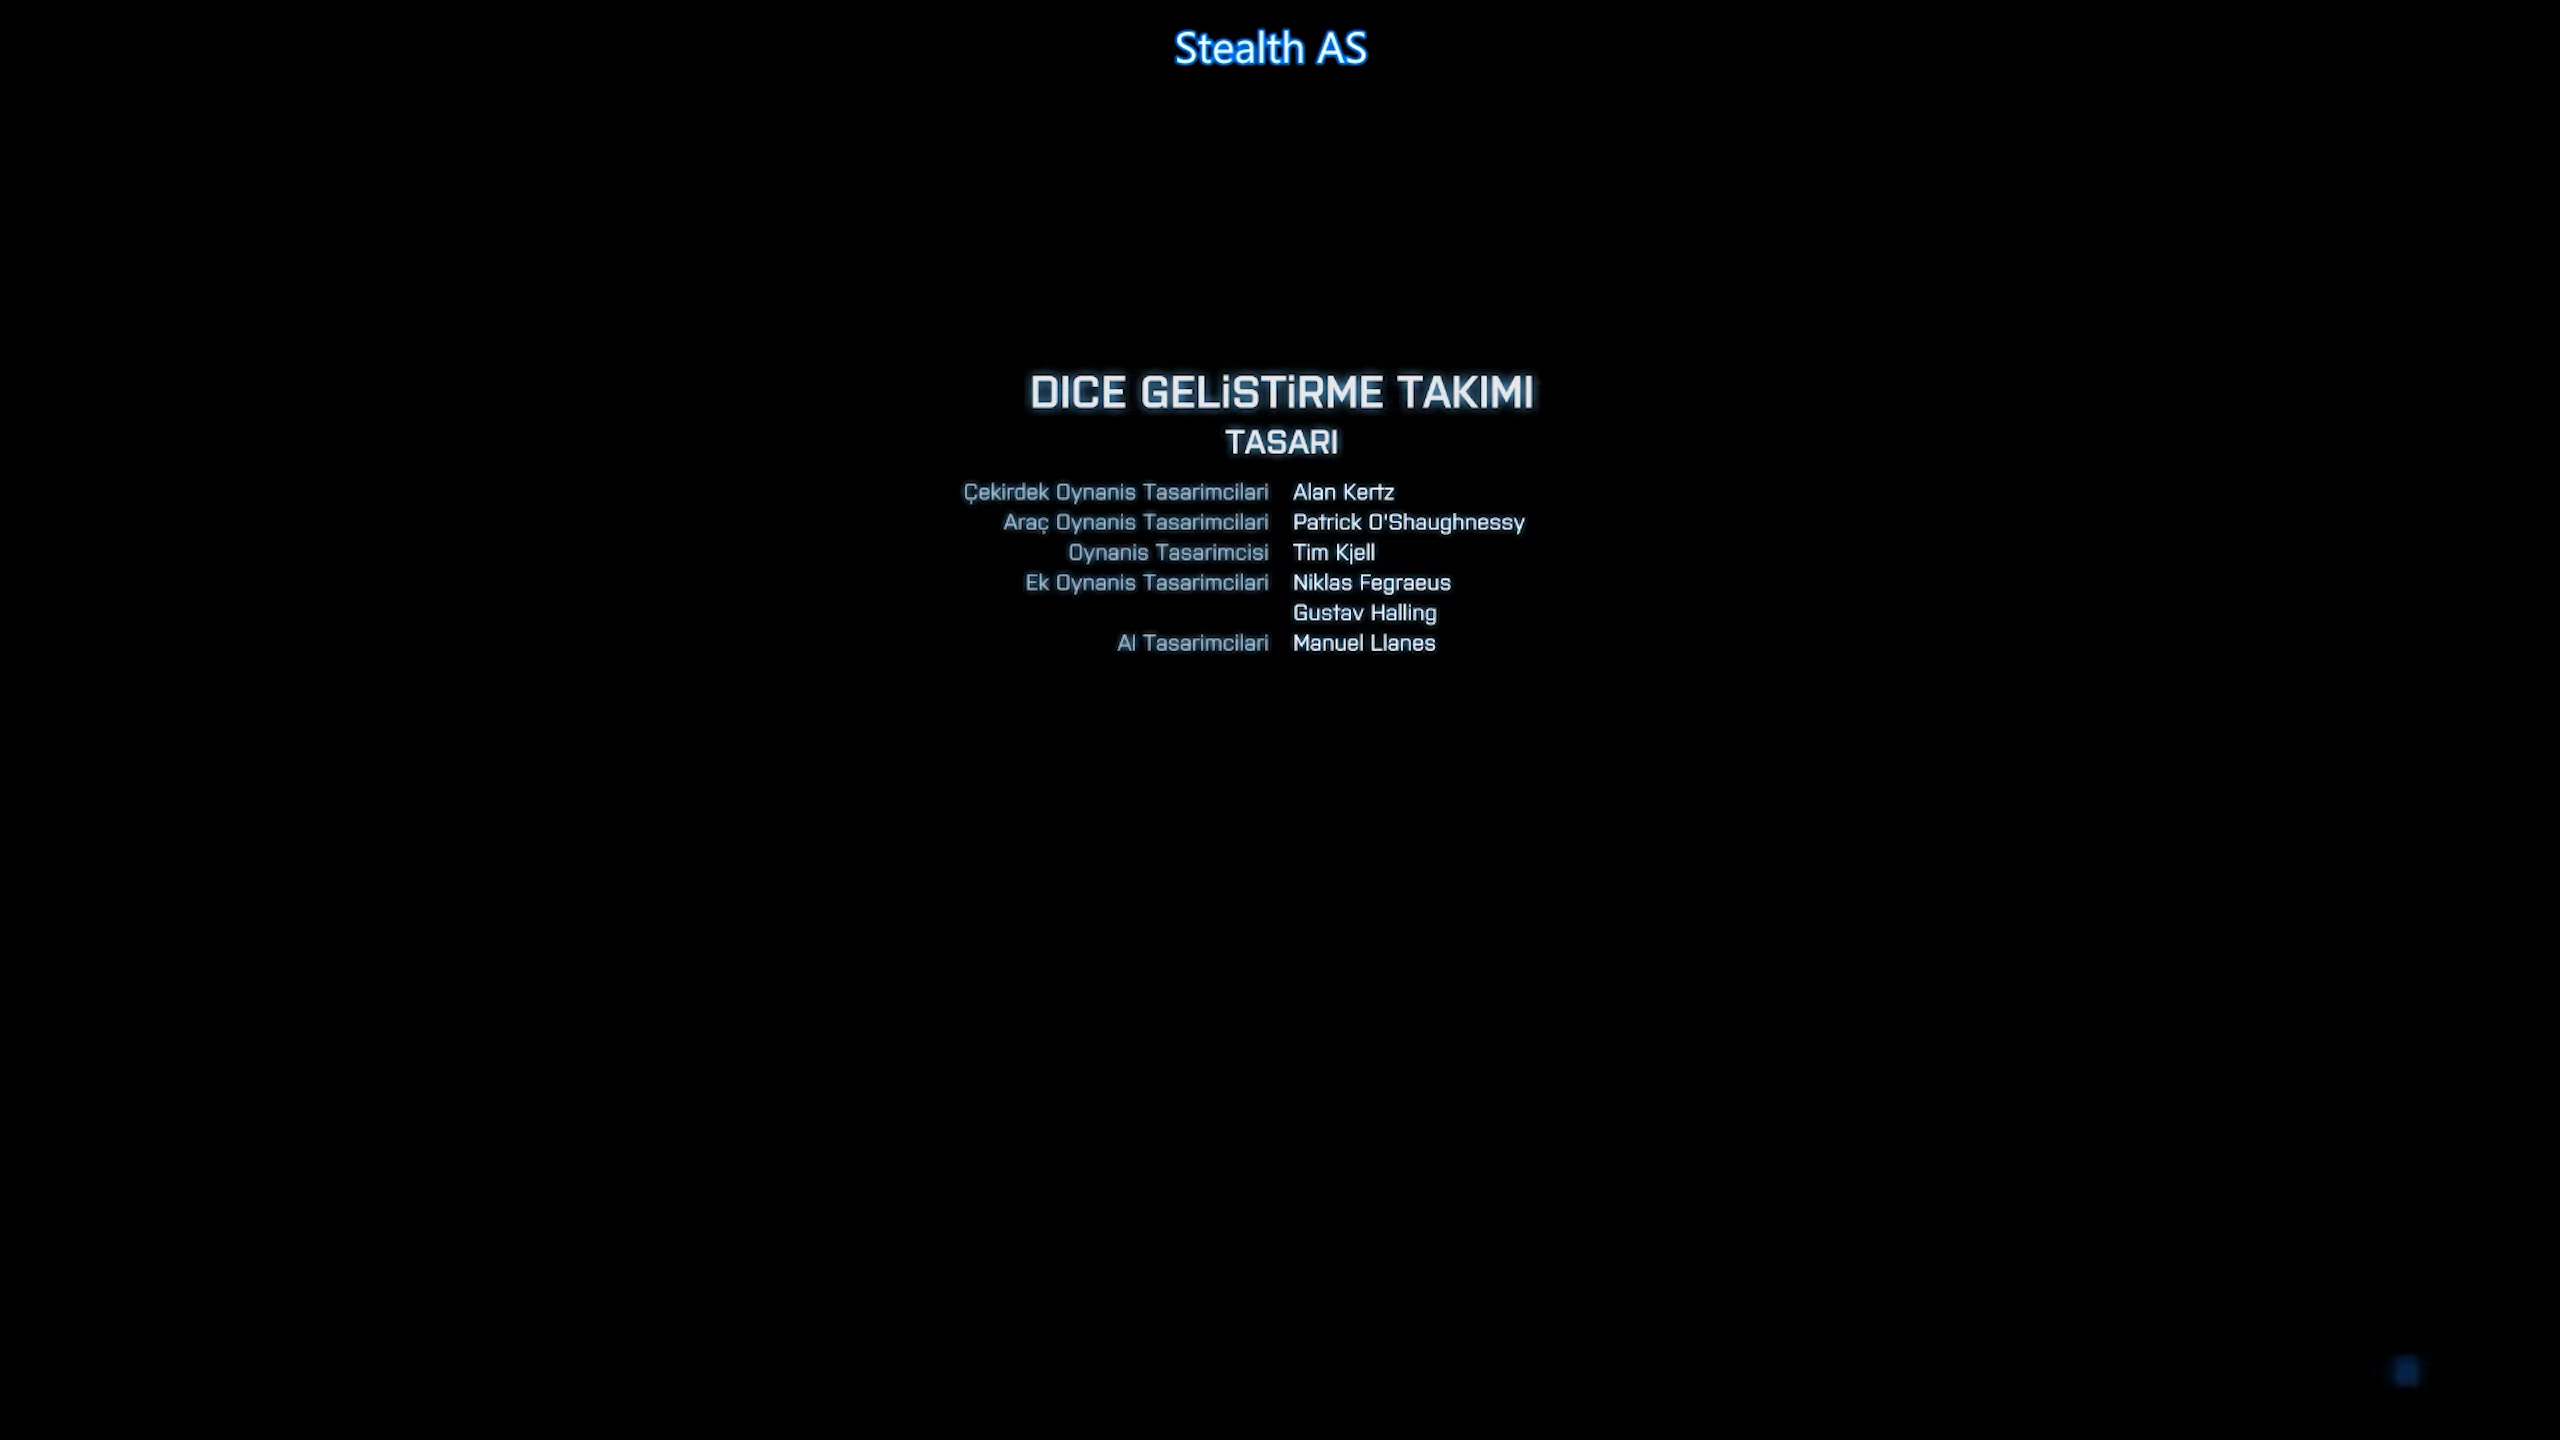 Stealth AS
DICE GELiSTiRME TAKIMI
TASARI
Çekirdek Oynanis Tasarimcilari Alan Kertz
Araç Oynanis Tasarimcilari Patrick O'Shaughnessy
Oynanis Tasarimcisi Tim Kjell
Ek Oynanis Tasarimcilari Niklas Fegraeus
Gustav Halling
AI Tasarimcilari Manuel Llanes